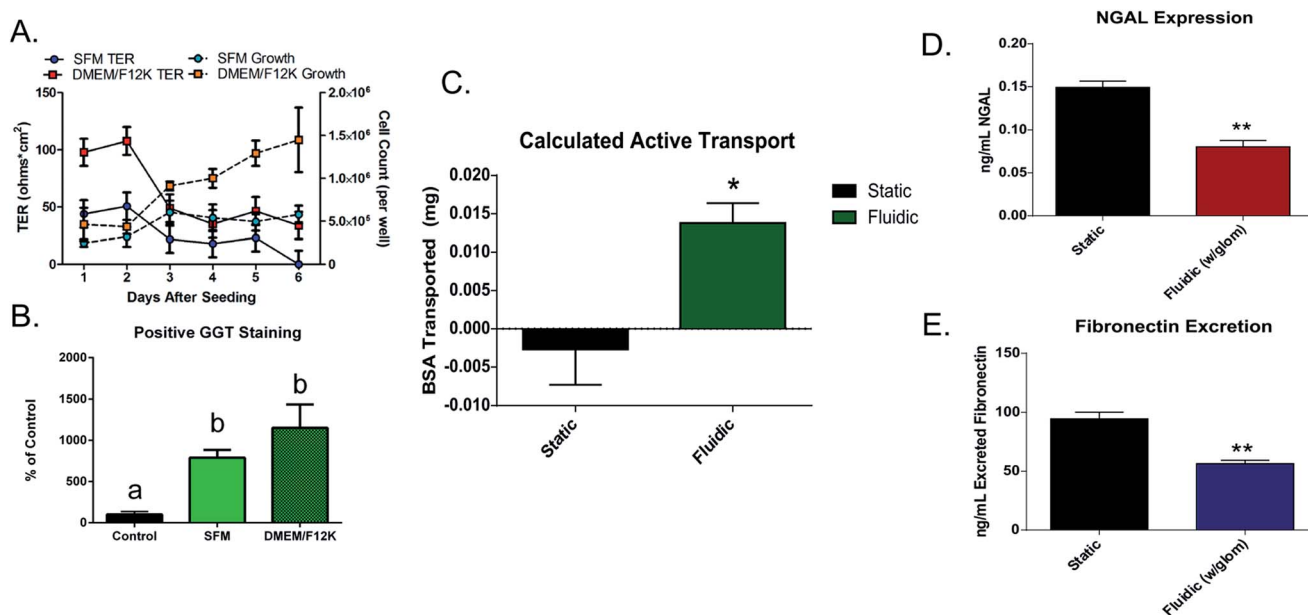 A.
SFM TER
SFM Growth
DMEM/F12K TER
DMEM/F12K Growth
150
100
50
0
TER (ohms*cm²)
2.0×10⁶
1.5×10⁶
1.0×10⁶
5.0×10⁵
0
Cell Count (per well)
1 2 3 4 5 6
Days After Seeding
B.
Positive GGT Staining
2000
1500
1000
500
0
% of Control
a
b
b
Control SFM DMEM/F12K
C.
Calculated Active Transport
0.020
0.015
0.010
0.005
0.000
-0.005
-0.010
BSA Transported (mg)
*
Static
Fluidic
Static
Fluidic
D.
NGAL Expression
0.20
0.15
0.10
0.05
0.00
ng/mL NGAL
**
Static
Fluidic (w/glom)
E.
Fibronectin Excretion
150
100
50
0
ng/mL Excreted Fibronectin
**
Static
Fluidic (w/glom)